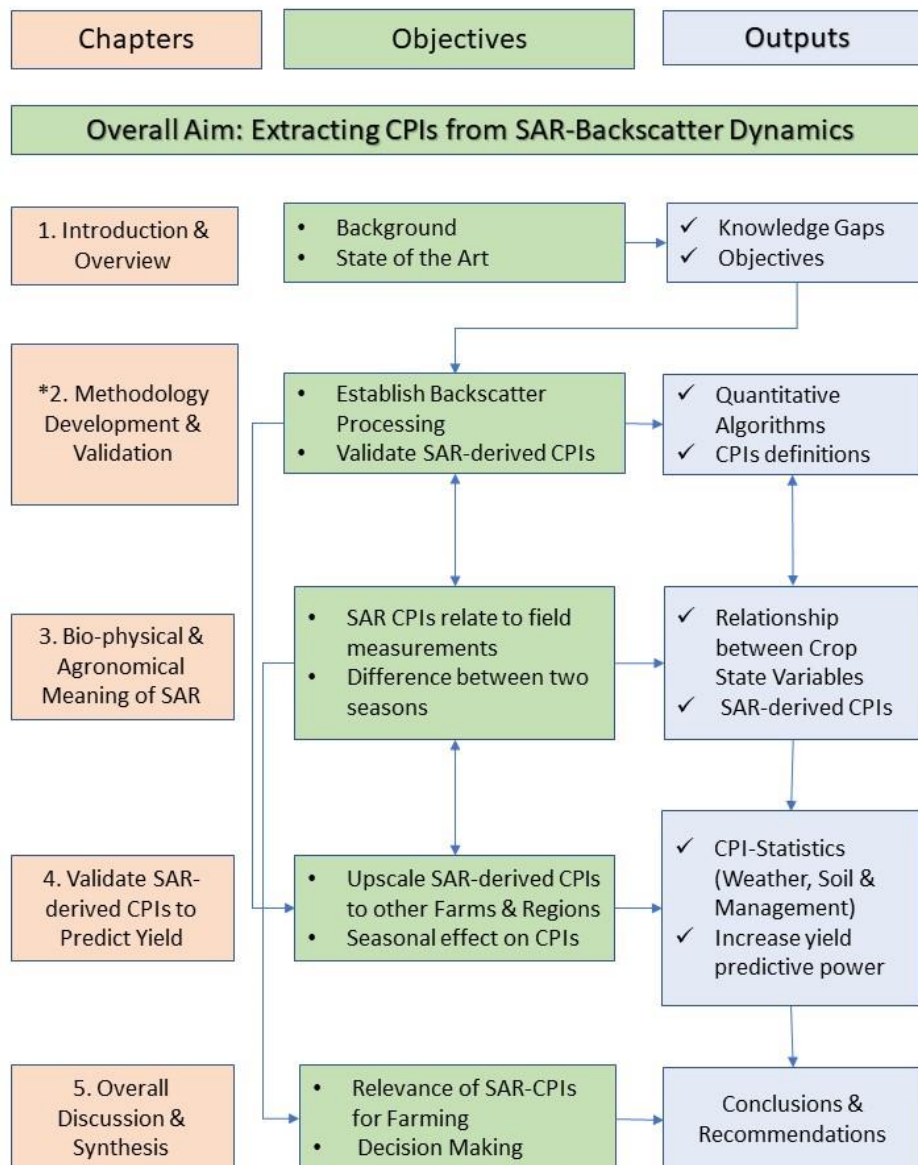 Chapters
Objectives
Outputs
Overall Aim: Extracting CPIs from SAR-Backscatter Dynamics
1. Introduction &
Overview
• Background
• State of the Art
✓ Knowledge Gaps
✓ Objectives
*2. Methodology
Development &
Validation
• Establish Backscatter
Processing
• Validate SAR-derived CPIs
✓ Quantitative
Algorithms
✓ CPIs definitions
3. Bio-physical &
Agronomical
Meaning of SAR
• SAR CPIs relate to field
measurements
• Difference between two
seasons
✓ Relationship
between Crop
State Variables
✓ SAR-derived CPIs
4. Validate SAR-
derived CPIs to
Predict Yield
• Upscale SAR-derived CPIs
to other Farms & Regions
• Seasonal effect on CPIs
✓ CPI-Statistics
(Weather, Soil &
Management)
✓ Increase yield
predictive power
5. Overall
Discussion &
Synthesis
• Relevance of SAR-CPIs
for Farming
• Decision Making
Conclusions &
Recommendations